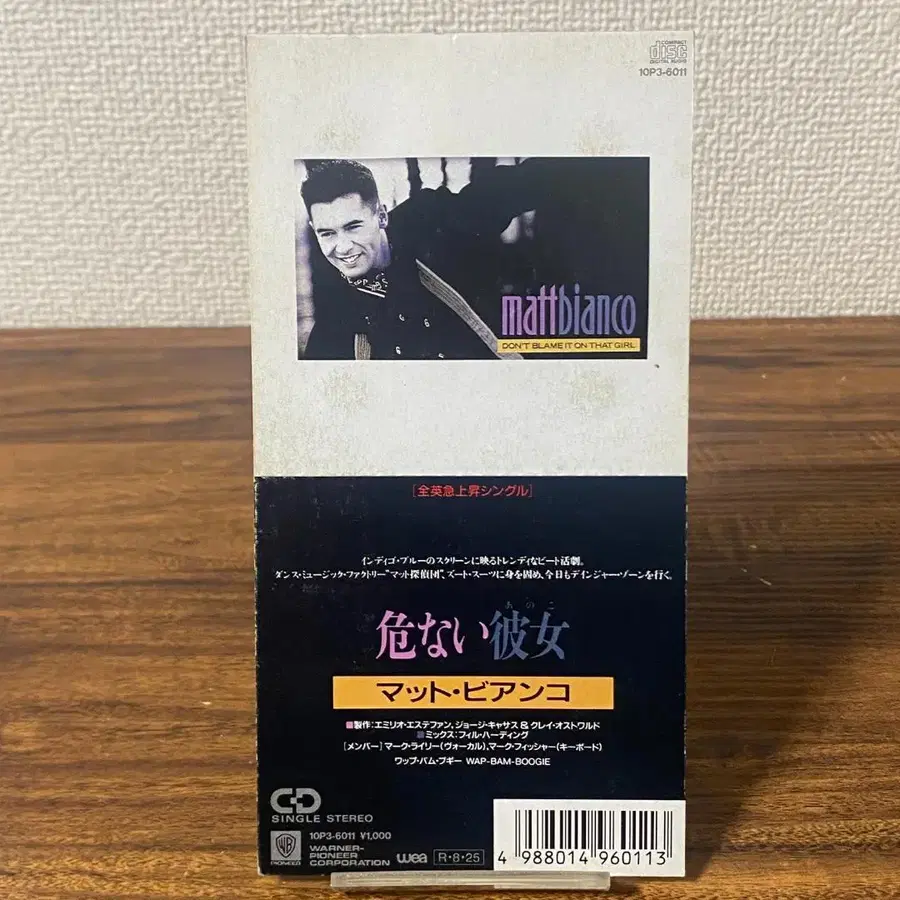 COMPACT
disc
DIGITAL AUDIO
10P3-6011
mattbianco
DON'T BLAME IT ON THAT GIRL
[全英急上昇シングル]
インディゴ・ブルーのスクリーンに映るトレンディなビート活劇。
ダンス・ミュージック・ファクトリー“マット探偵団”、ズート・スーツに身を固め、今日もデインジャー・ゾーンを行く。
あのこ
危ない彼女
マット・ビアンコ
■製作：エミリオ・エステファン、ジョージ・キャサス & クレイ・オストワルド
■ミックス：フィル・ハーディング
[メンバー] マーク・ライリー(ヴォーカル)、マーク・フィッシャー(キーボード)
ワップ・バム・ブギー WAP-BAM-BOOGIE
CD
SINGLE STEREO
10P3-6011 ¥1,000
WARNER-
PIONEER
CORPORATION
WB
PIONEER
wea
R・8・25
4 988014 960113